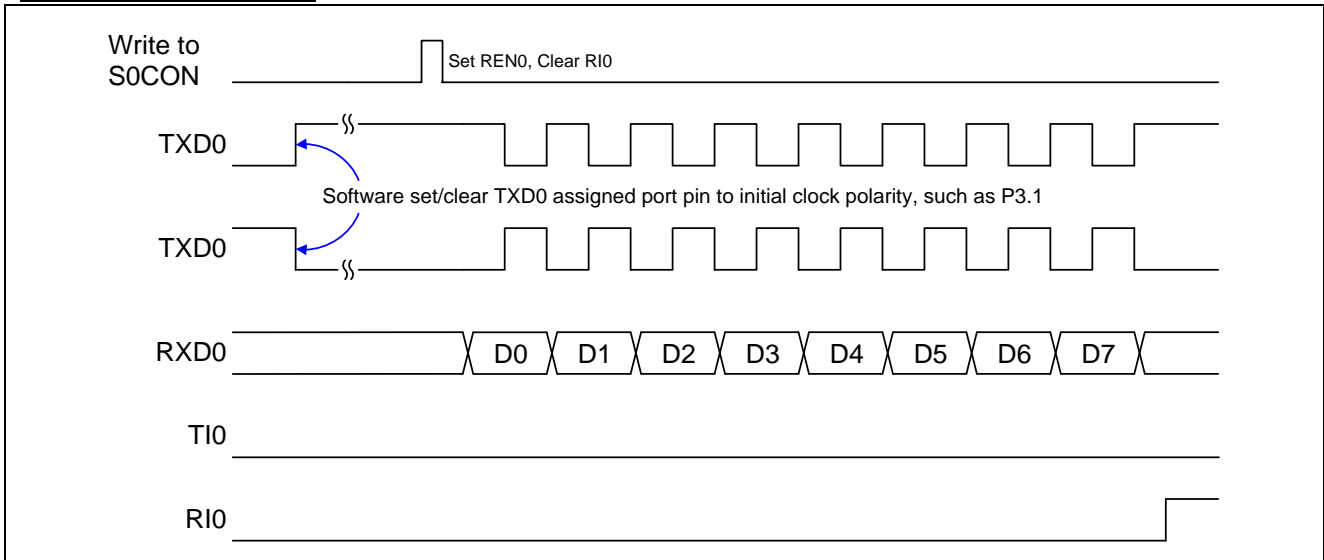 Write to
S0CON
Set REN0, Clear RI0
TXD0
Software set/clear TXD0 assigned port pin to initial clock polarity, such as P3.1
TXD0
RXD0 D0 D1 D2 D3 D4 D5 D6 D7
TI0
RI0